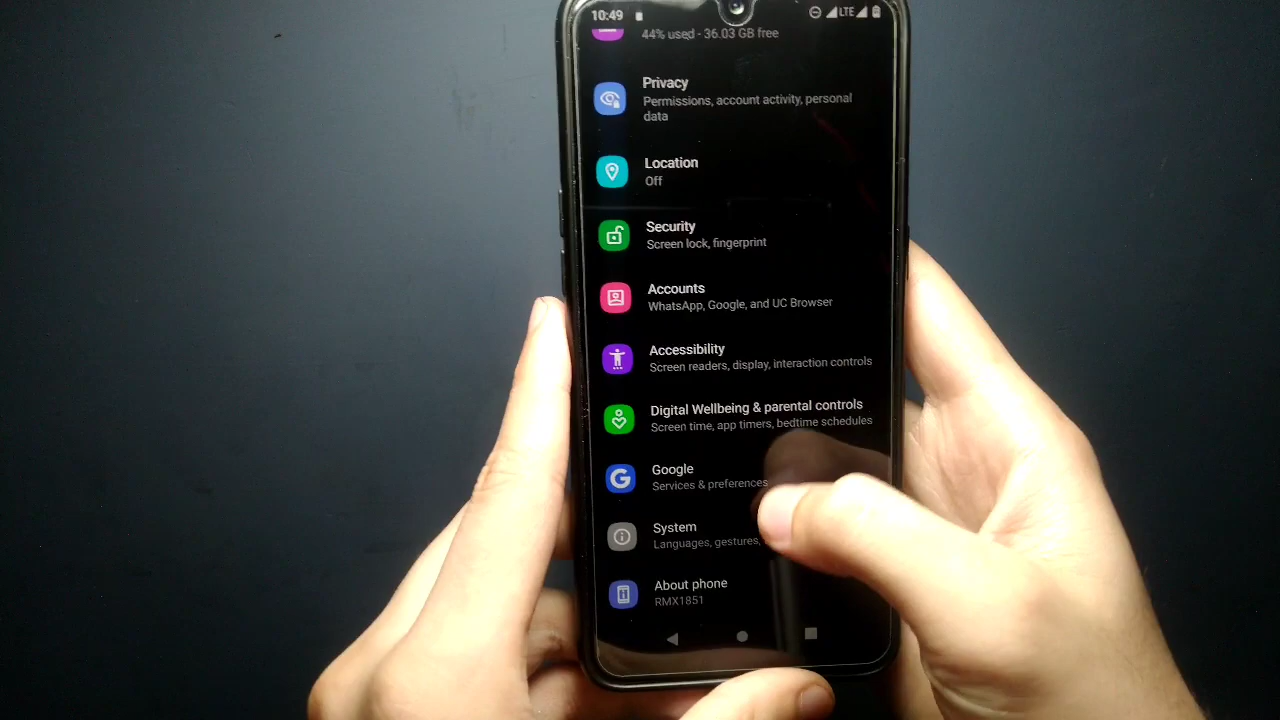 10:49 LTE
44% used - 36.03 GB free
Privacy
Permissions, account activity, personal
data
Location
Off
Security
Screen lock, fingerprint
Accounts
WhatsApp, Google, and UC Browser
Accessibility
Screen readers, display, interaction controls
Digital Wellbeing & parental controls
Screen time, app timers, bedtime schedules
G Google
Services & preferences
System
Languages, gestures,
About phone
RMX1851